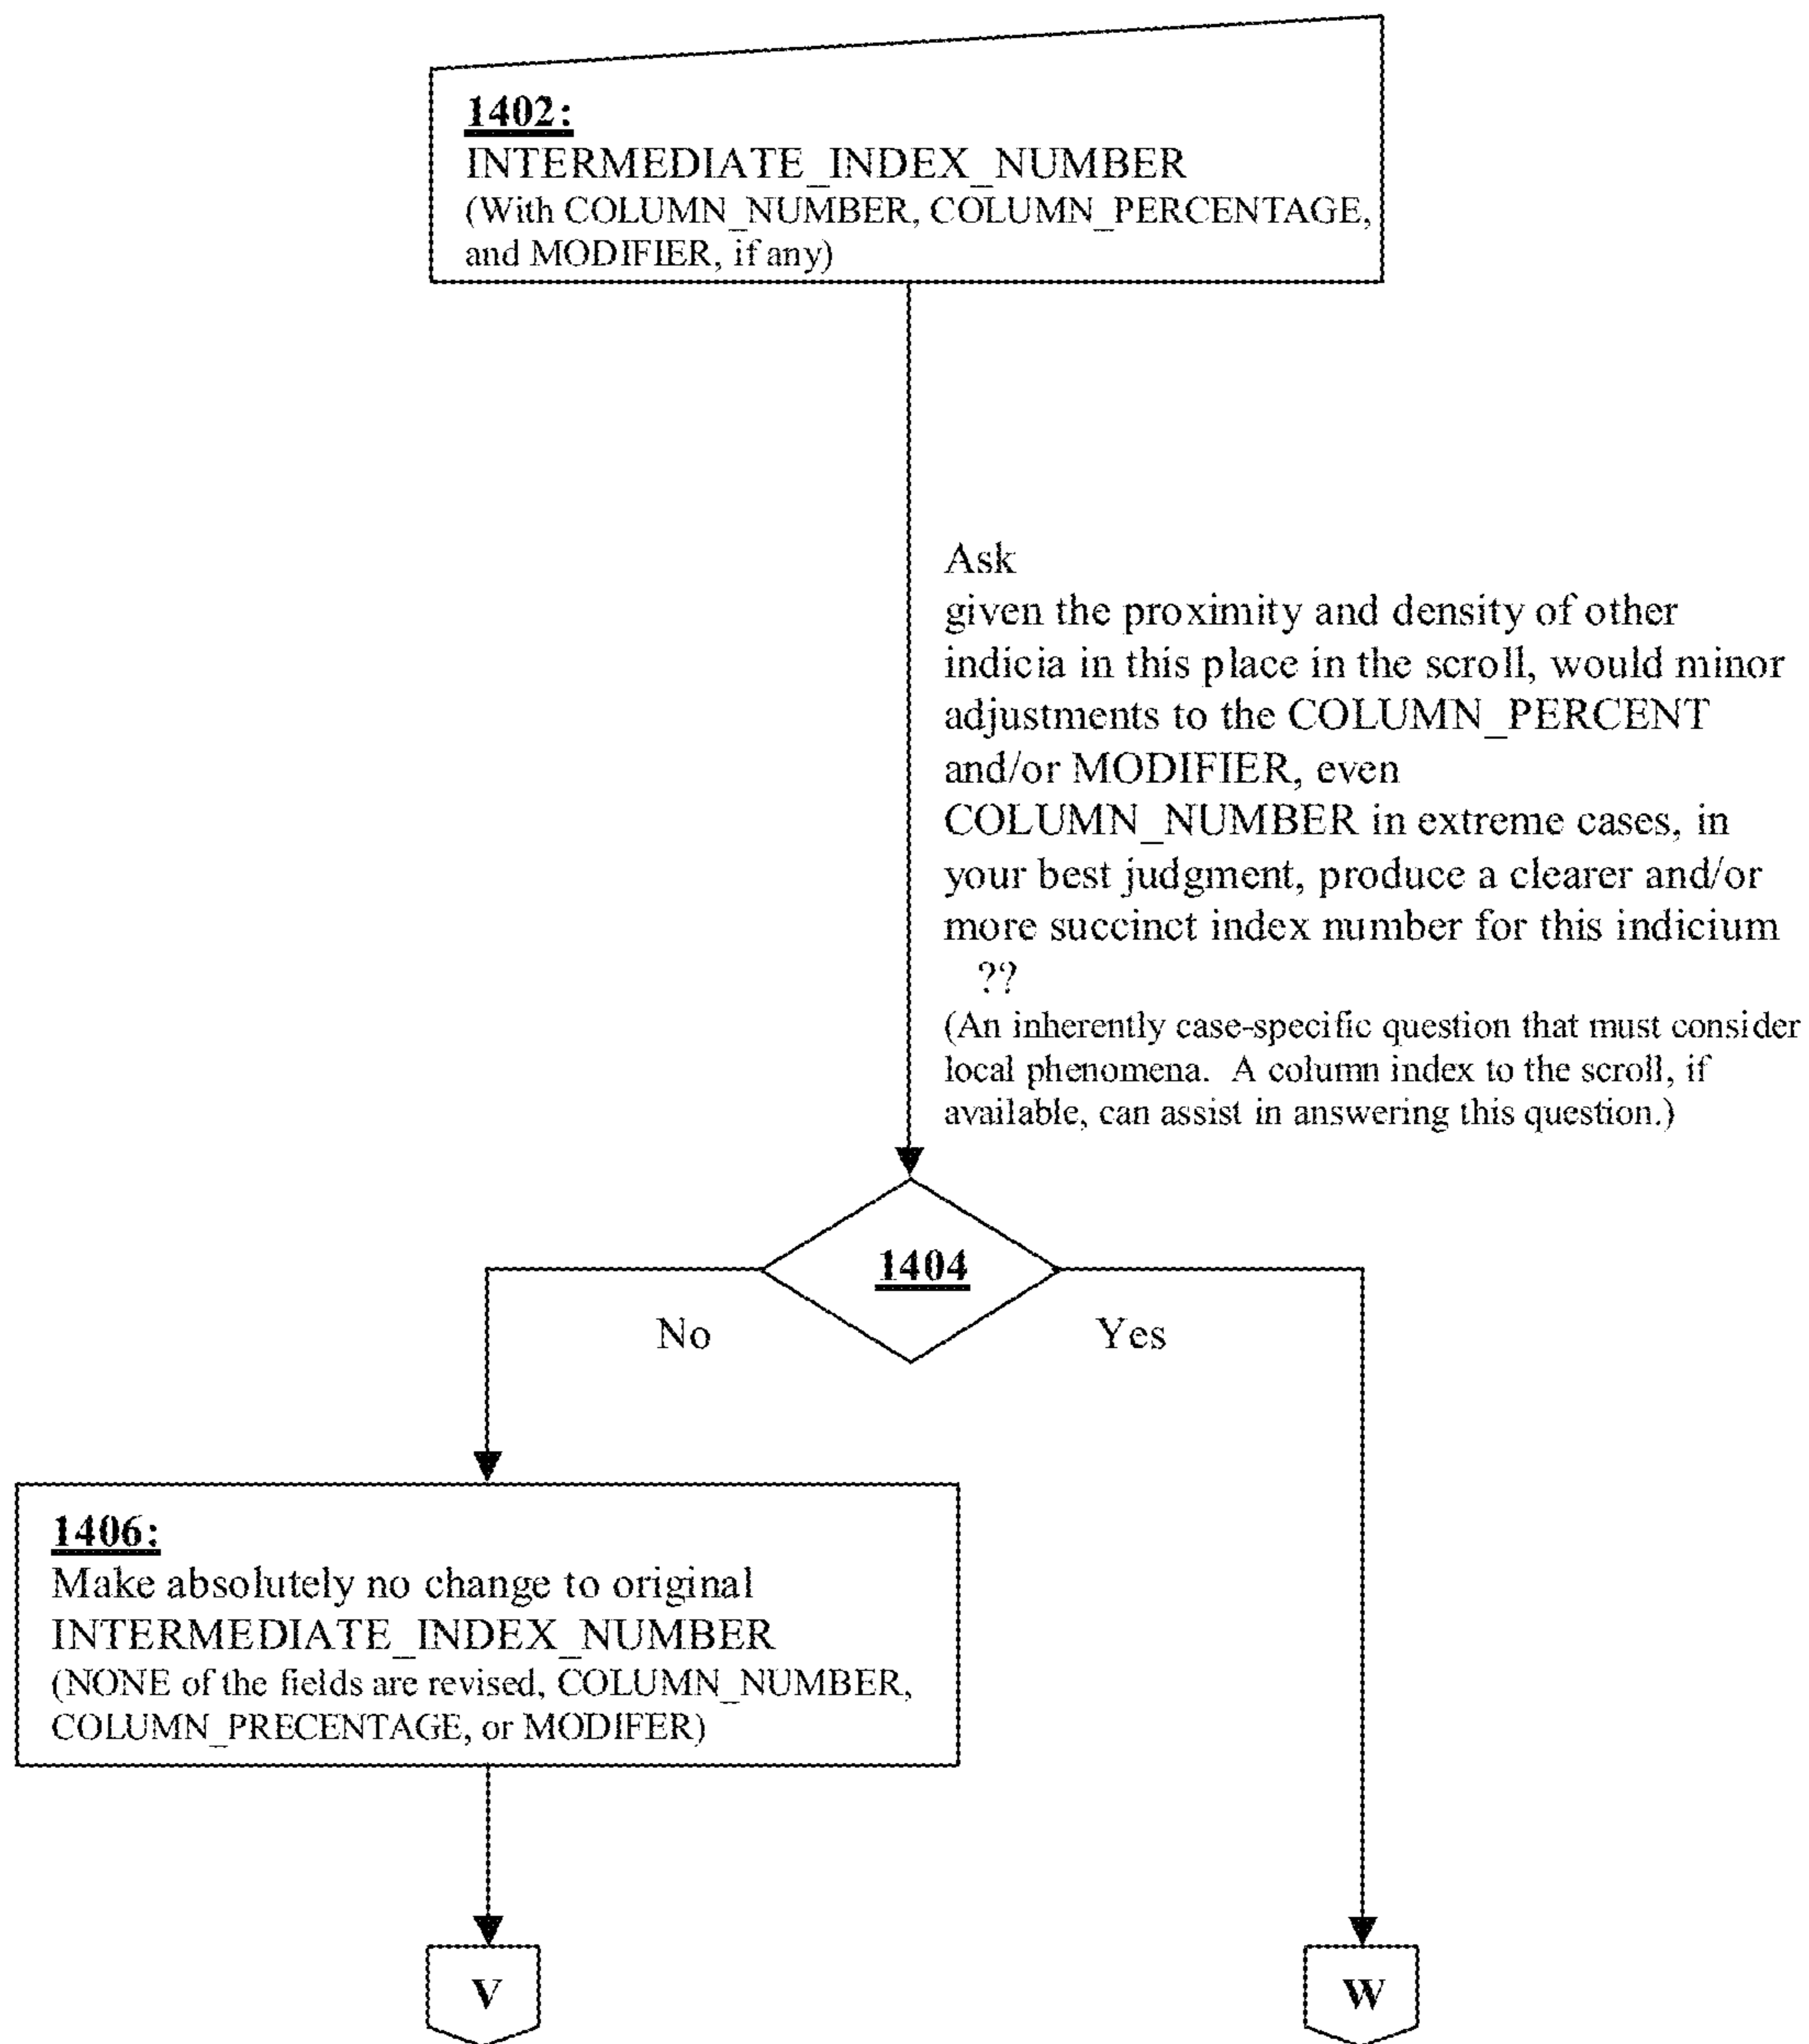 1402:
INTERMEDIATE_INDEX_NUMBER
(With COLUMN_NUMBER, COLUMN_PERCENTAGE,
and MODIFIER, if any)
Ask
given the proximity and density of other
indicia in this place in the scroll, would minor
adjustments to the COLUMN_PERCENT
and/or MODIFIER, even
COLUMN_NUMBER in extreme cases, in
your best judgment, produce a clearer and/or
more succinct index number for this indicium
??
(An inherently case-specific question that must consider
local phenomena. A column index to the scroll, if
available, can assist in answering this question.)
1404
No
Yes
1406:
Make absolutely no change to original
INTERMEDIATE_INDEX_NUMBER
(NONE of the fields are revised, COLUMN_NUMBER,
COLUMN_PRECENTAGE, or MODIFER)
V
W